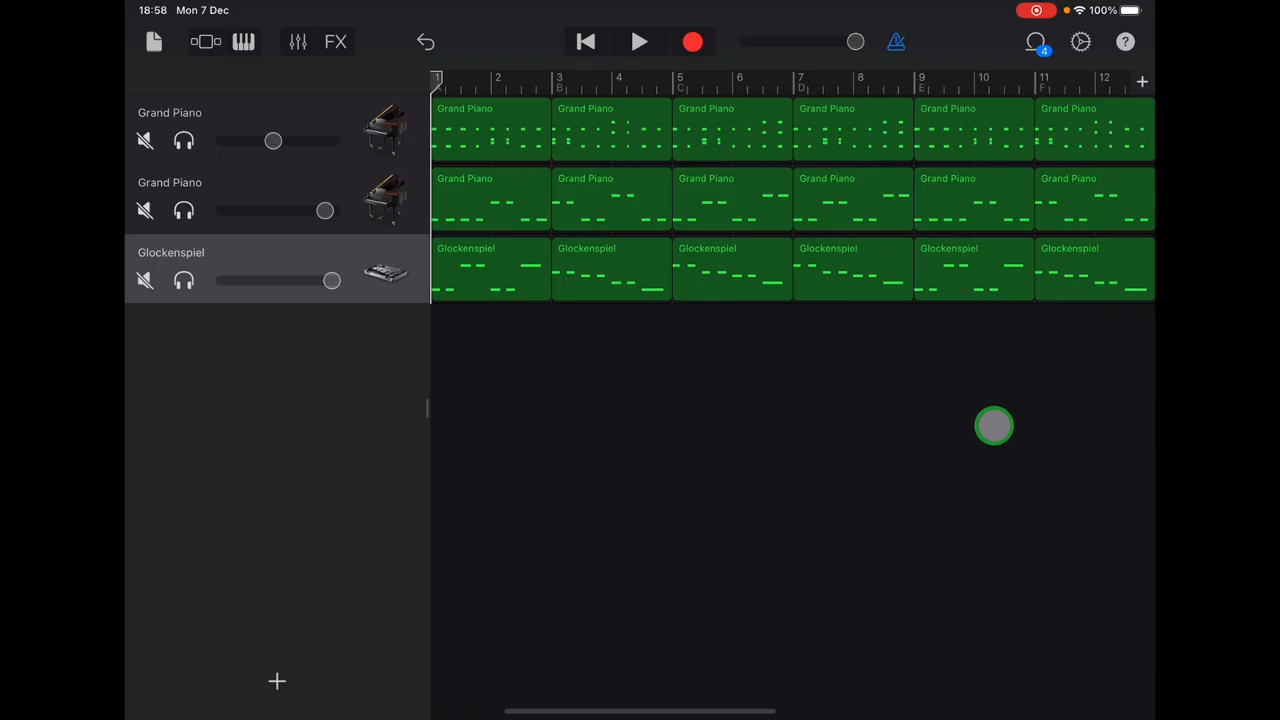 18:58 Mon 7 Dec 100%
FX 4 ?
1 2 3 4 5 6 7 8 9 10 11 12 +
B C D E F
Grand Piano Grand Piano Grand Piano Grand Piano Grand Piano Grand Piano Grand Piano
Grand Piano Grand Piano Grand Piano Grand Piano Grand Piano Grand Piano Grand Piano
Glockenspiel Glockenspiel Glockenspiel Glockenspiel Glockenspiel Glockenspiel Glockenspiel
+